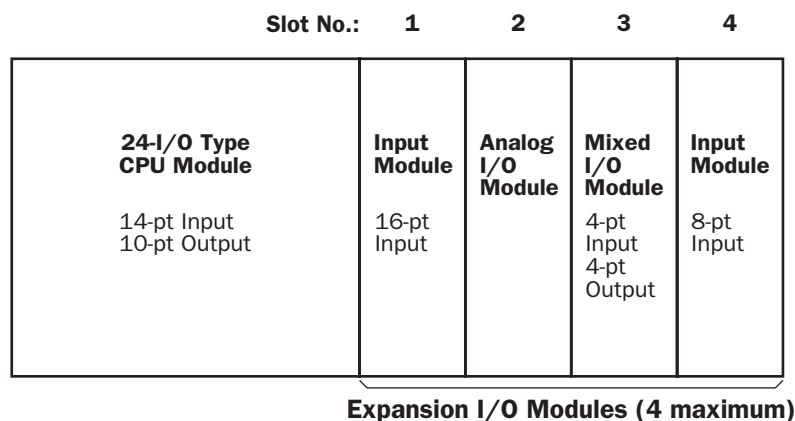 Slot No.: 1 2 3 4
24-I/O Type
CPU Module
14-pt Input
10-pt Output
Input
Module
16-pt
Input
Analog
I/O
Module
Mixed
I/O
Module
4-pt
Input
4-pt
Output
Input
Module
8-pt
Input
Expansion I/O Modules (4 maximum)